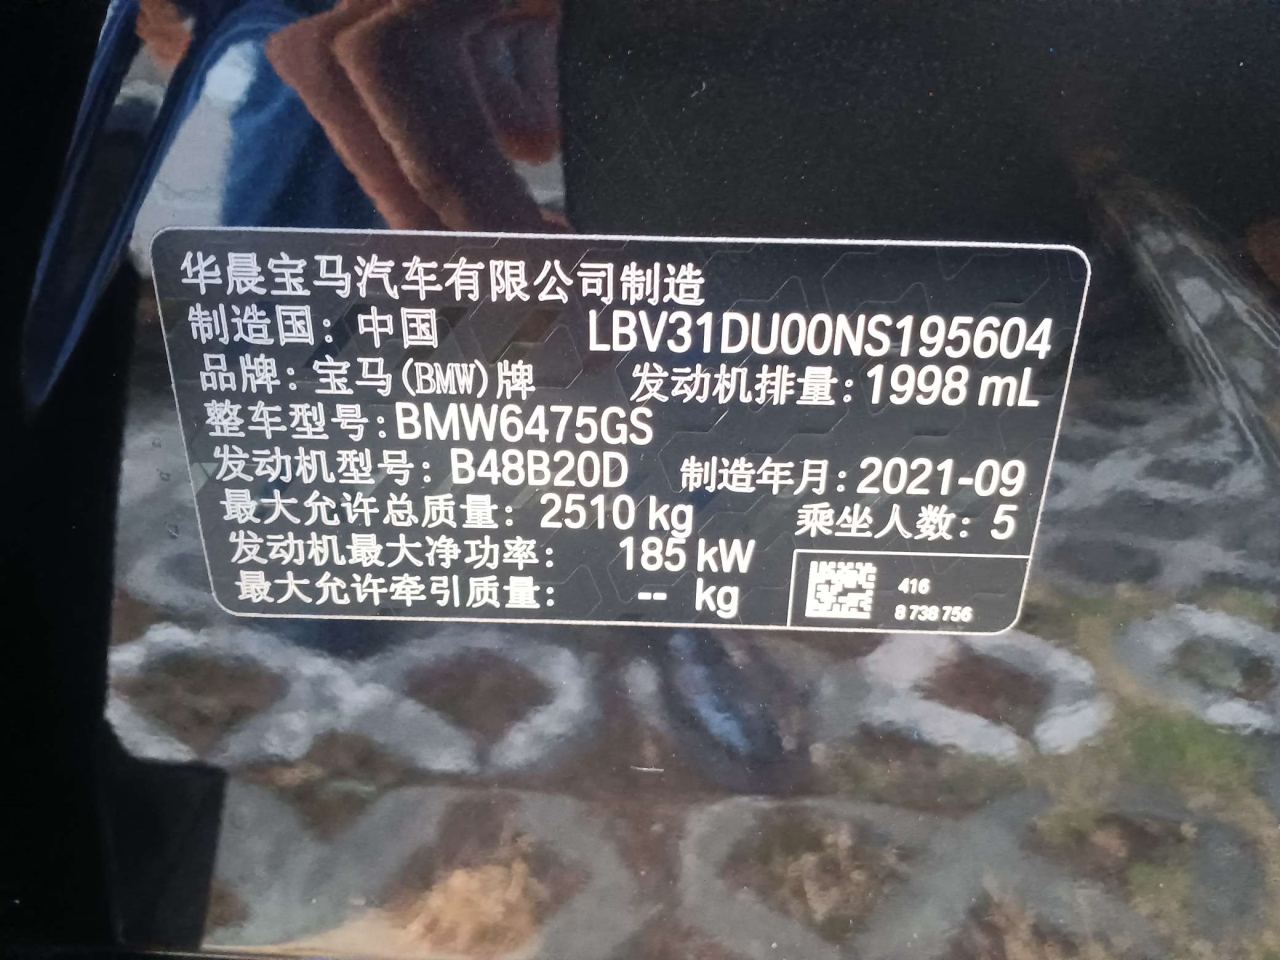 华晨宝马汽车有限公司制造
制造国：中国 LBV31DU00NS195604
品牌：宝马(BMW)牌 发动机排量：1998 mL
整车型号：BMW6475GS
发动机型号：B48B20D 制造年月：2021-09
最大允许总质量：2510 kg 乘坐人数：5
发动机最大净功率：185 kW
最大允许牵引质量：-- kg
416
8 738 756